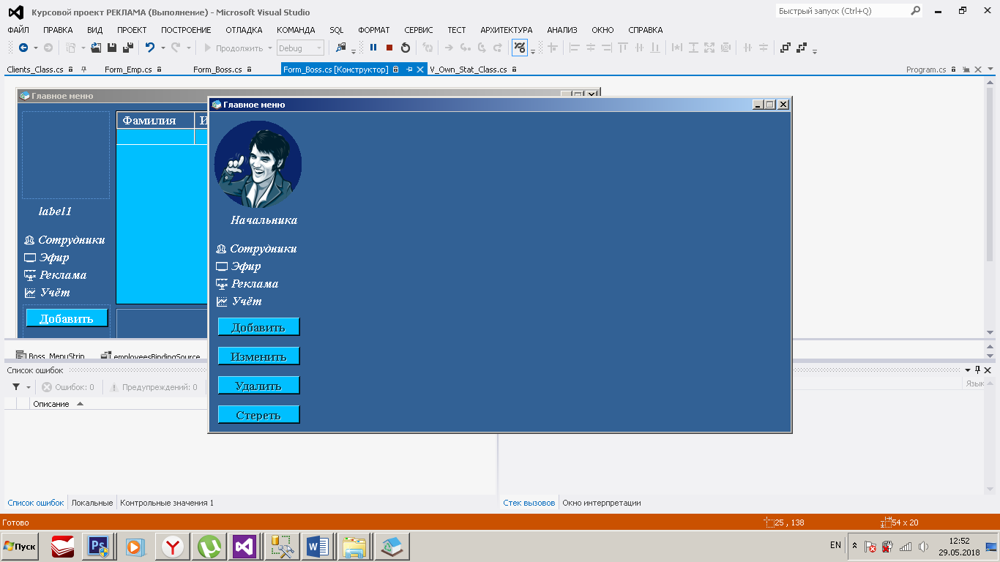 Курсовой проект РЕКЛАМА (Выполнение) - Microsoft Visual Studio
Быстрый запуск (Ctrl+Q)
ФАЙЛ ПРАВКА ВИД ПРОЕКТ ПОСТРОЕНИЕ ОТЛАДКА КОМАНДА SQL ФОРМАТ СЕРВИС ТЕСТ АРХИТЕКТУРА АНАЛИЗ ОКНО СПРАВКА
Продолжить Debug
Clients_Class.cs Form_Emp.cs Form_Boss.cs Form_Boss.cs [Конструктор] V_Own_Stat_Class.cs Program.cs
Главное меню
Фамилия И
label1
Сотрудники
Эфир
Реклама
Учёт
Добавить
Главное меню
Начальника
Сотрудники
Эфир
Реклама
Учёт
Добавить
Изменить
Удалить
Стереть
Boss_MenuStrip employeesBindingSource
Список ошибок
Ошибок: 0 Предупреждений: 0
Язык
Описание
Список ошибок Локальные Контрольные значения 1
Стек вызовов Окно интерпретации
Готово 25 , 138 54 x 20
Пуск
EN
12:52
29.05.2018